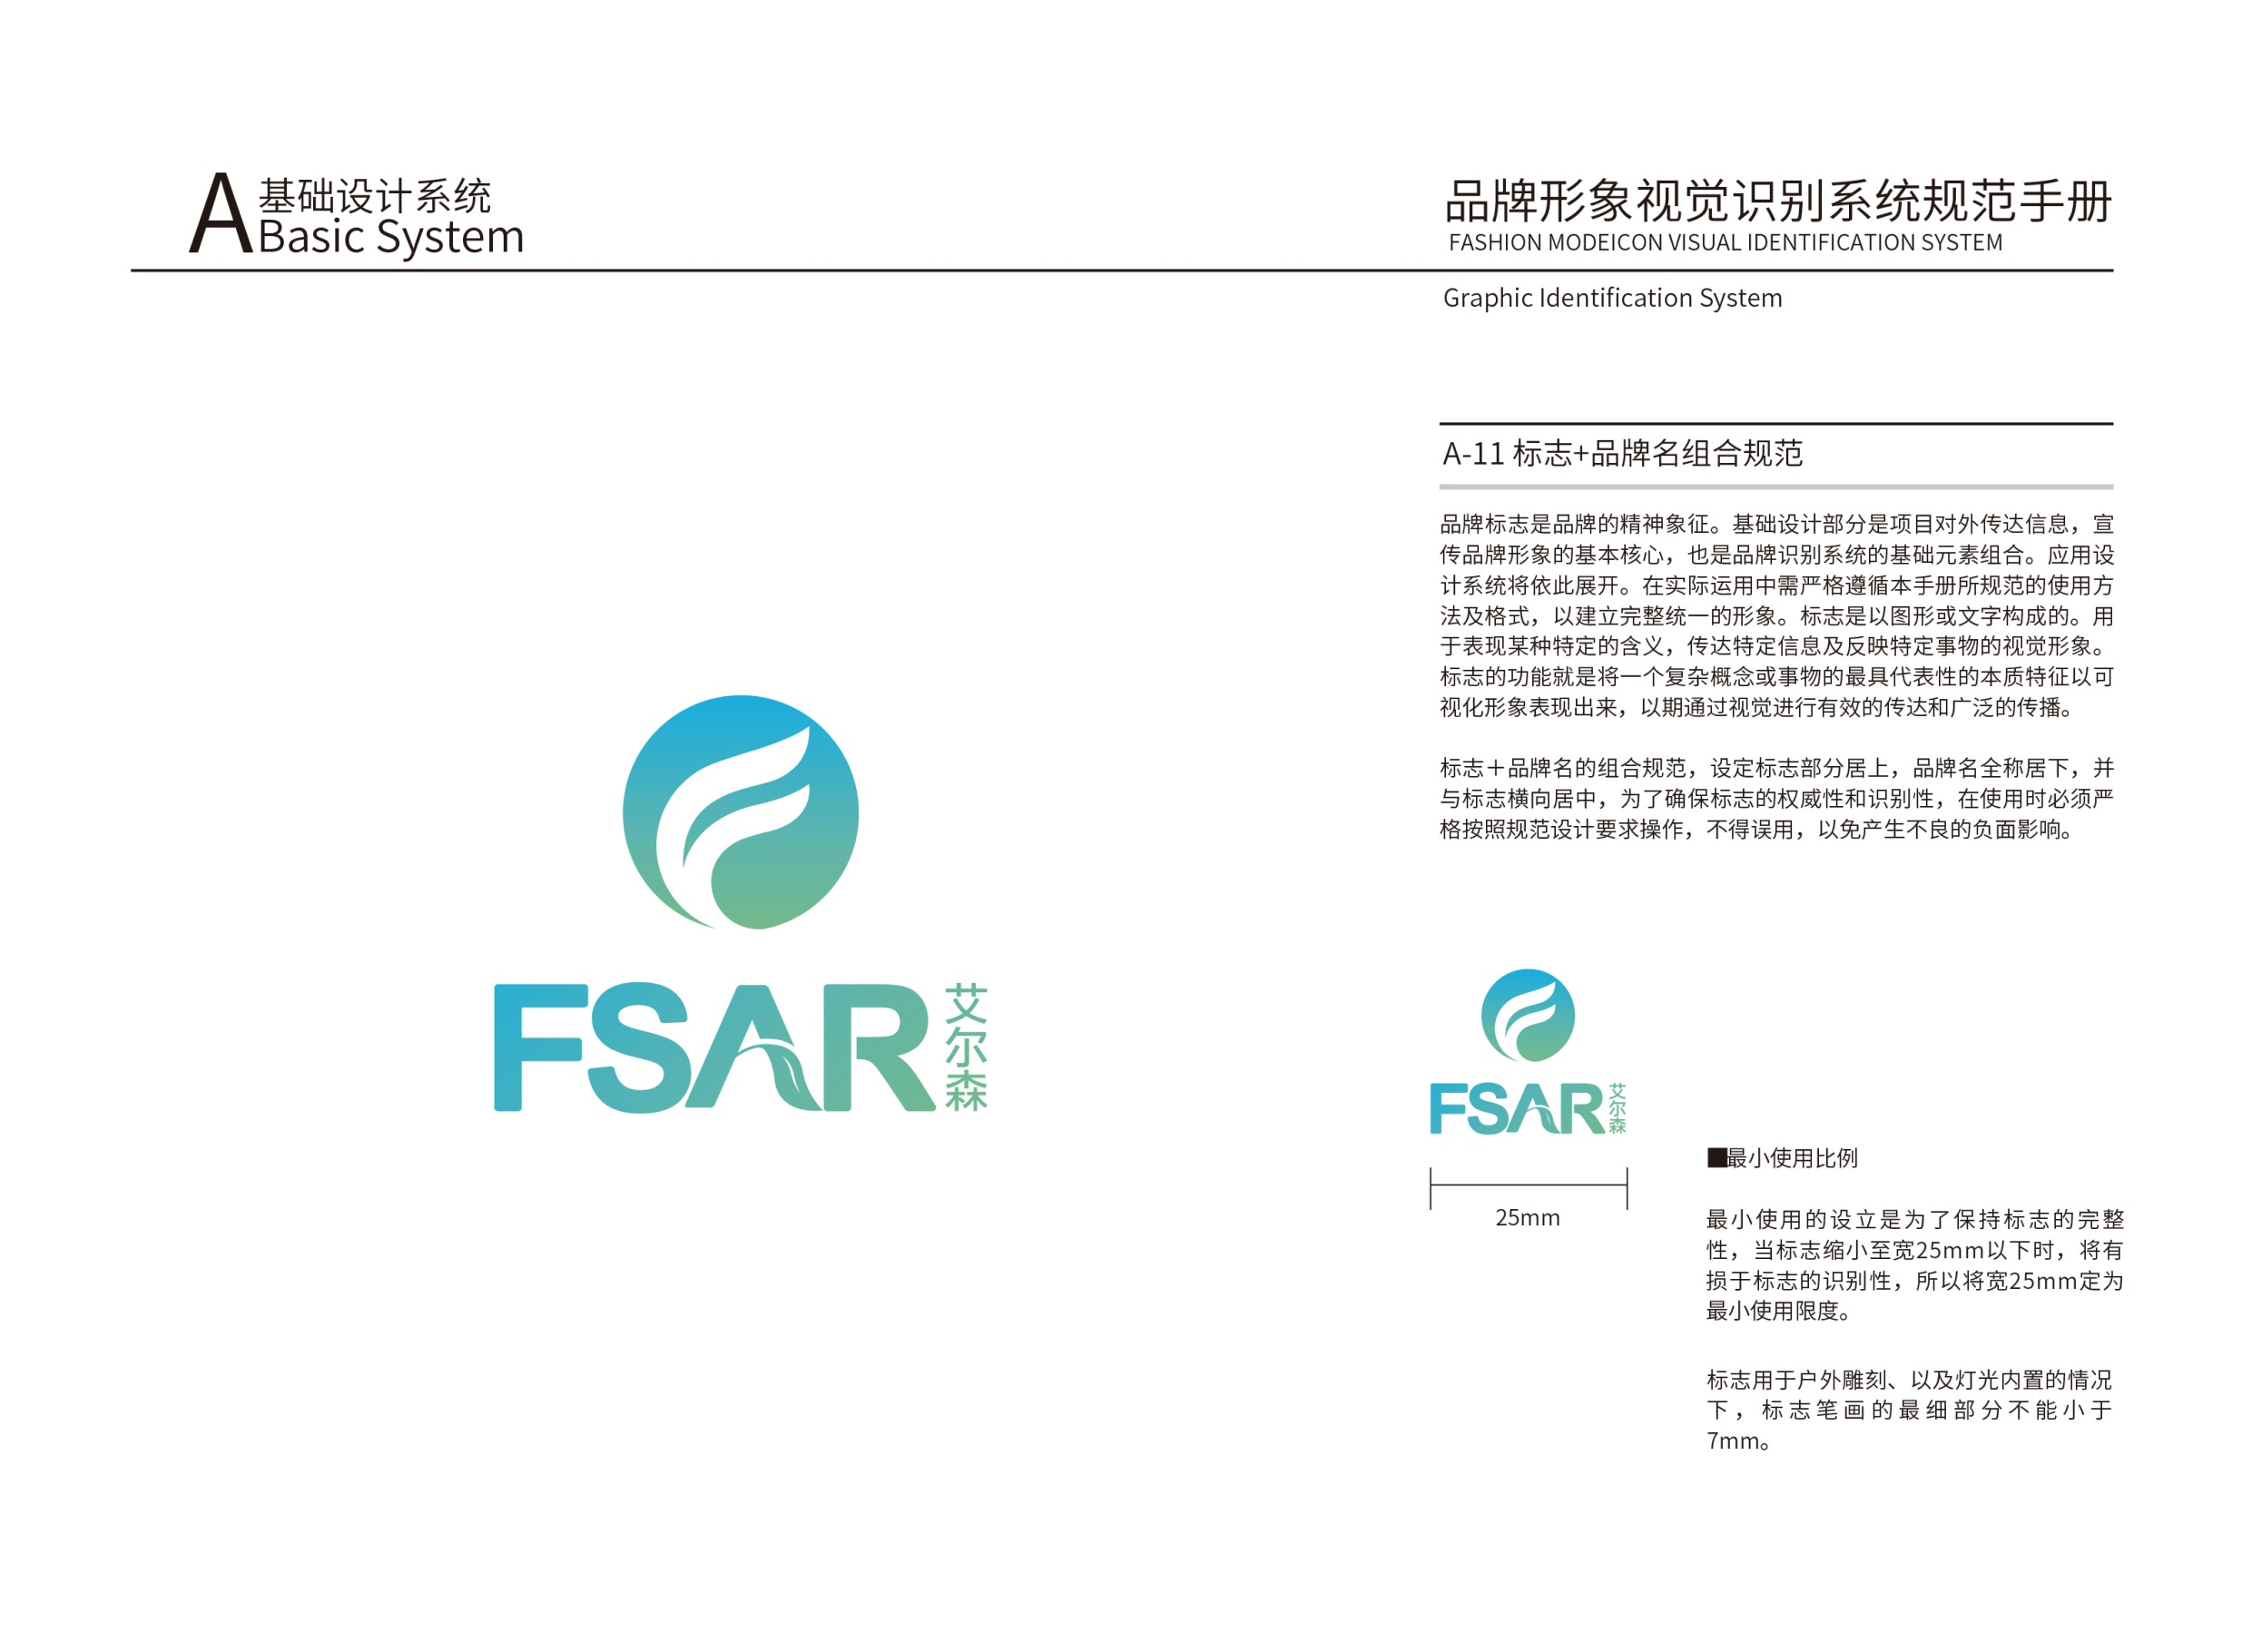 A
基础设计系统
Basic System
品牌形象视觉识别系统规范手册
FASHION MODEICON VISUAL IDENTIFICATION SYSTEM
Graphic Identification System
A-11 标志+品牌名组合规范
品牌标志是品牌的精神象征。基础设计部分是项目对外传达信息，宣
传品牌形象的基本核心，也是品牌识别系统的基础元素组合。应用设
计系统将依此展开。在实际运用中需严格遵循本手册所规范的使用方
法及格式，以建立完整统一的形象。标志是以图形或文字构成的。用
于表现某种特定的含义，传达特定信息及反映特定事物的视觉形象。
标志的功能就是将一个复杂概念或事物的最具代表性的本质特征以可
视化形象表现出来，以期通过视觉进行有效的传达和广泛的传播。
标志＋品牌名的组合规范，设定标志部分居上，品牌名全称居下，并
与标志横向居中，为了确保标志的权威性和识别性，在使用时必须严
格按照规范设计要求操作，不得误用，以免产生不良的负面影响。
FSAR
艾尔森
FSAR
艾尔森
25mm
■最小使用比例
最小使用的设立是为了保持标志的完整
性，当标志缩小至宽25mm以下时，将有
损于标志的识别性，所以将宽25mm定为
最小使用限度。
标志用于户外雕刻、以及灯光内置的情况
下，标志笔画的最细部分不能小于
7mm。